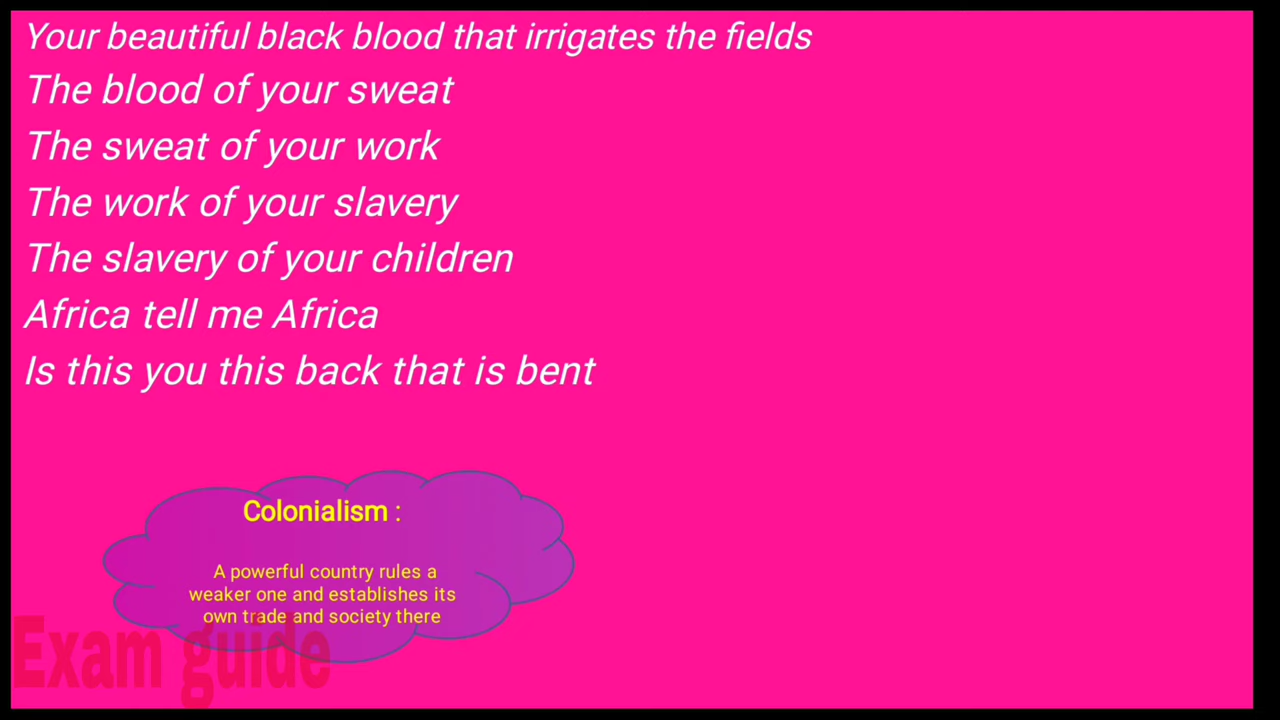 Your beautiful black blood that irrigates the fields
The blood of your sweat
The sweat of your work
The work of your slavery
The slavery of your children
Africa tell me Africa
Is this you this back that is bent
Colonialism :
A powerful country rules a
weaker one and establishes its
own trade and society there
Exam guide